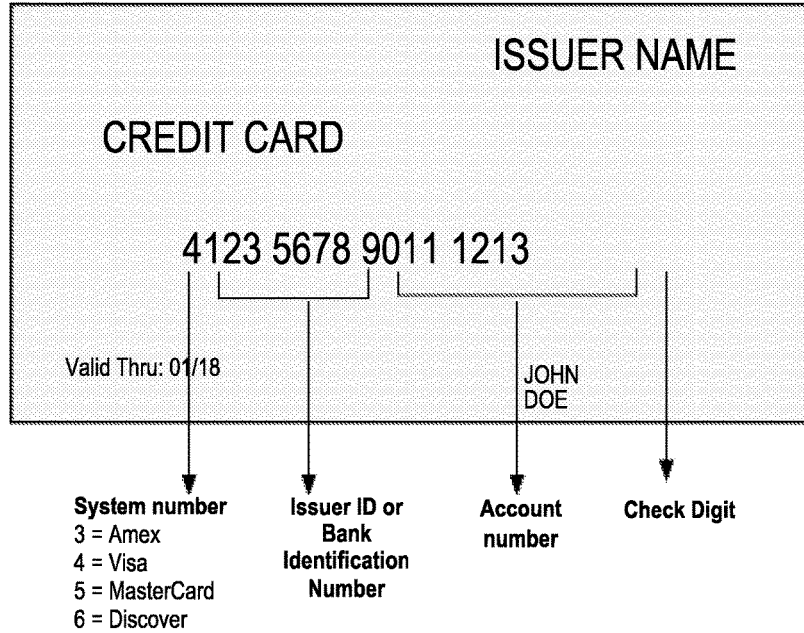 ISSUER NAME
CREDIT CARD
4123 5678 9011 1213
Valid Thru: 01/18
JOHN
DOE
System number
3 = Amex
4 = Visa
5 = MasterCard
6 = Discover
Issuer ID or
Bank
Identification
Number
Account
number
Check Digit